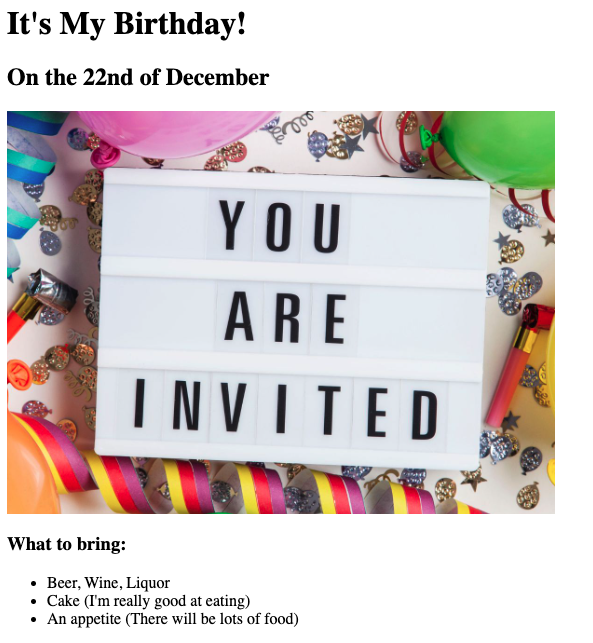 It's My Birthday!
On the 22nd of December
YOU
ARE
INVITED
What to bring:
Beer, Wine, Liquor
Cake (I'm really good at eating)
An appetite (There will be lots of food)